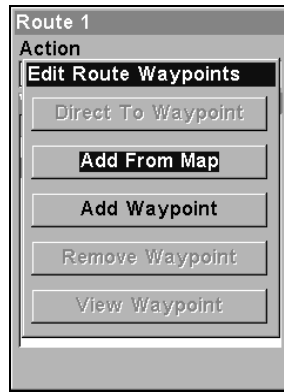 Route 1
Action
Edit Route Waypoints
Direct To Waypoint
Add From Map
Add Waypoint
Remove Waypoint
View Waypoint